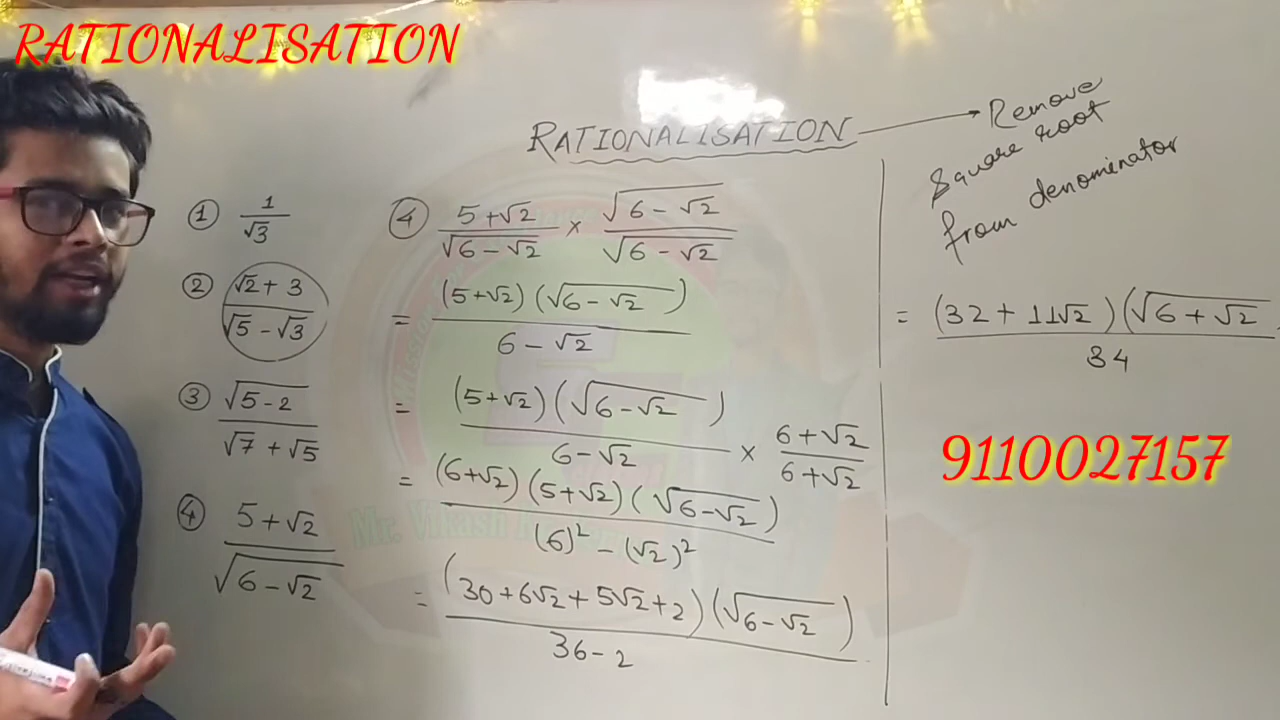 RATIONALISATION
RATIONALISATION → Remove
square root
from denominator
① 1/√3
② (√2 + 3)/(√5 - √3)
③ √(5-2)/(√7 + √5)
④ (5+√2)/√(6-√2)
④ (5+√2)/√(6-√2) × √(6-√2)/√(6-√2)
= (5+√2)(√(6-√2))/(6-√2)
= (5+√2)(√(6-√2))/(6-√2) × (6+√2)/(6+√2)
= (6+√2)(5+√2)(√(6-√2))/((6)² - (√2)²)
= (30+6√2+5√2+2)(√(6-√2))/(36-2)
= (32+11√2)(√(6+√2))/34
9110027157